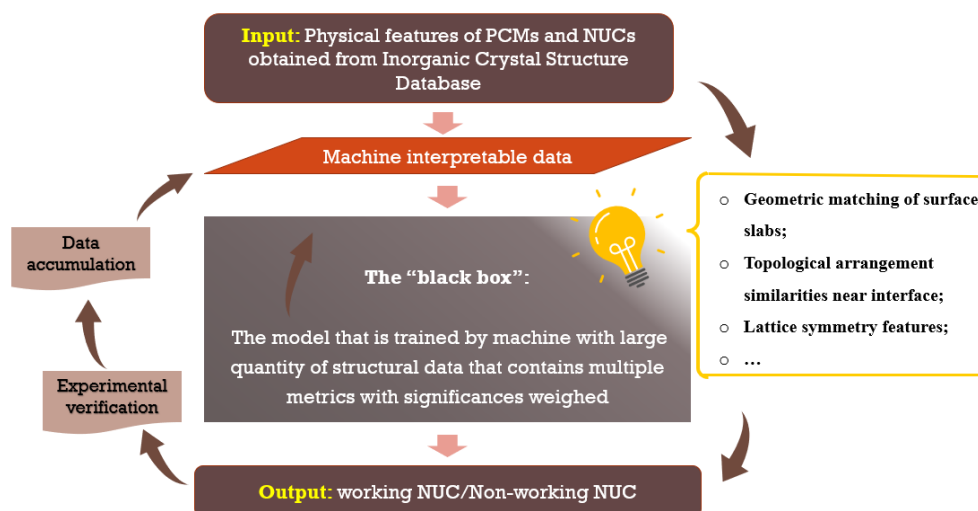 Input: Physical features of PCMs and NUCs
obtained from Inorganic Crystal Structure
Database
Machine interpretable data
The “black box”:
The model that is trained by machine with large
quantity of structural data that contains multiple
metrics with significances weighed
Output: working NUC/Non-working NUC
Data
accumulation
Experimental
verification
o Geometric matching of surface
slabs;
o Topological arrangement
similarities near interface;
o Lattice symmetry features;
o …